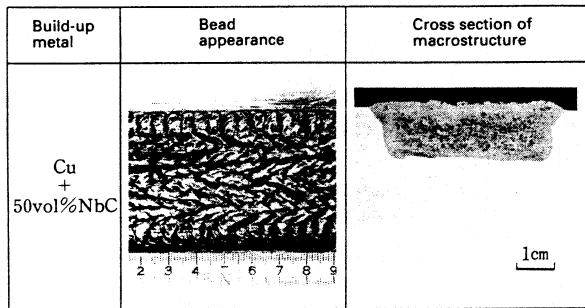 Build-up
metal
Bead
appearance
Cross section of
macrostructure
Cu
+
50vol%NbC
2 3 4 5 6 7 8 9
1cm